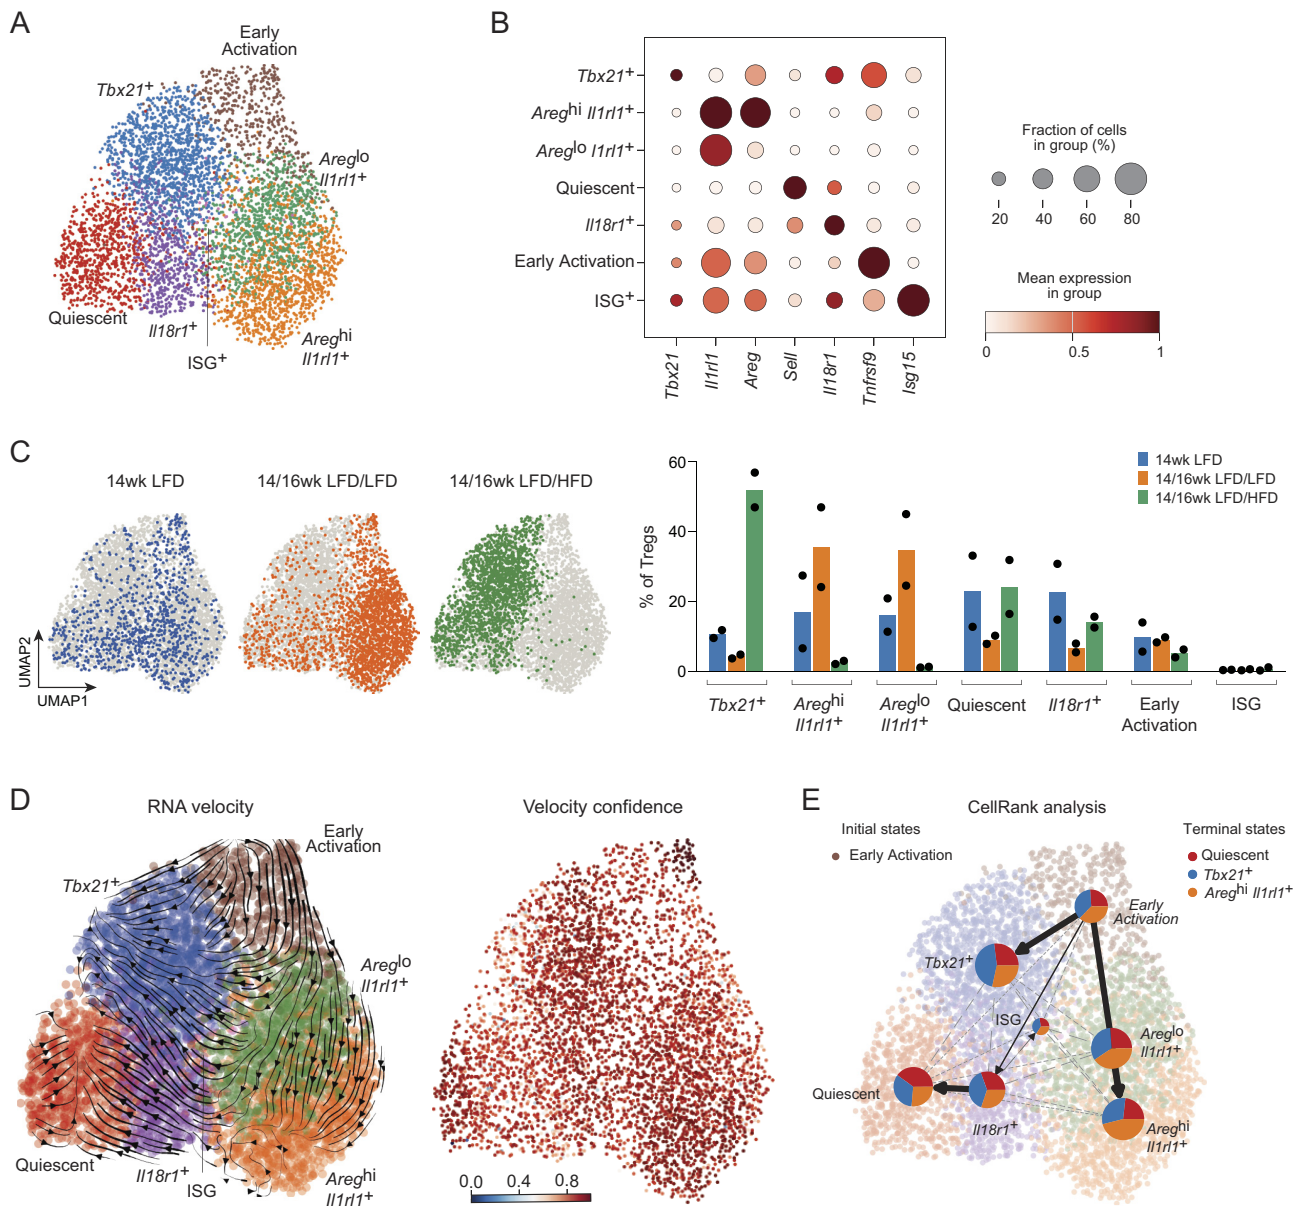 A
Early
Activation
Tbx21+
Areglo
Il1rl1+
Quiescent
Il18r1+
ISG+
Areghi
Il1rl1+
B
Tbx21+
Areghi Il1rl1+
Areglo I1rl1+
Quiescent
Il18r1+
Early Activation
ISG+
Tbx21
Il1rl1
Areg
Sell
Il18r1
Tnfrsf9
Isg15
Fraction of cells
in group (%)
20 40 60 80
Mean expression
in group
0 0.5 1
C
14wk LFD
14/16wk LFD/LFD
14/16wk LFD/HFD
UMAP2
UMAP1
% of Tregs
60
40
20
0
14wk LFD
14/16wk LFD/LFD
14/16wk LFD/HFD
Tbx21+
Areghi
Il1rl1+
Areglo
Il1rl1+
Quiescent
Il18r1+
Early
Activation
ISG
D
RNA velocity
Early
Activation
Tbx21+
Areglo
Il1rl1+
Quiescent
Il18r1+
ISG
Areghi
Il1rl1+
Velocity confidence
0.0 0.4 0.8
E
CellRank analysis
Initial states
Early Activation
Terminal states
Quiescent
Tbx21+
Areghi Il1rl1+
Early
Activation
Tbx21+
ISG
Areglo
Il1rl1+
Quiescent
Il18r1+
Areghi
Il1rl1+